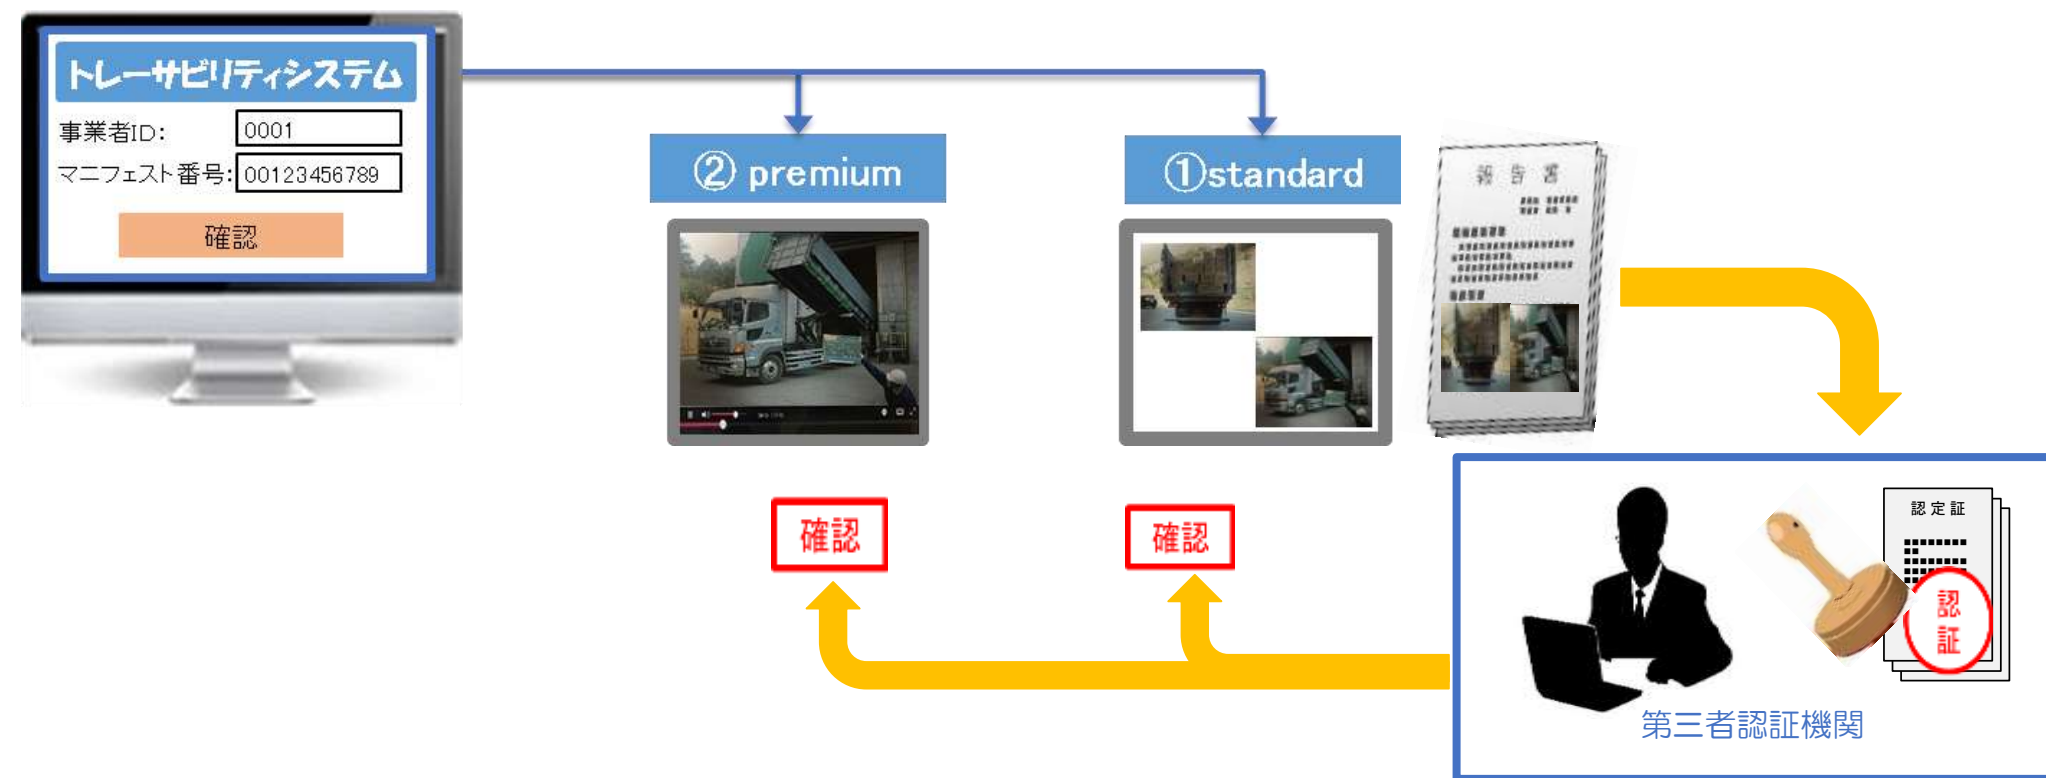 トレーサビリティシステム
事業者ID: 0001
マニフェスト番号: 00123456789
確認
② premium
①standard
報告書
確認
確認
認定証
認証
第三者認証機関